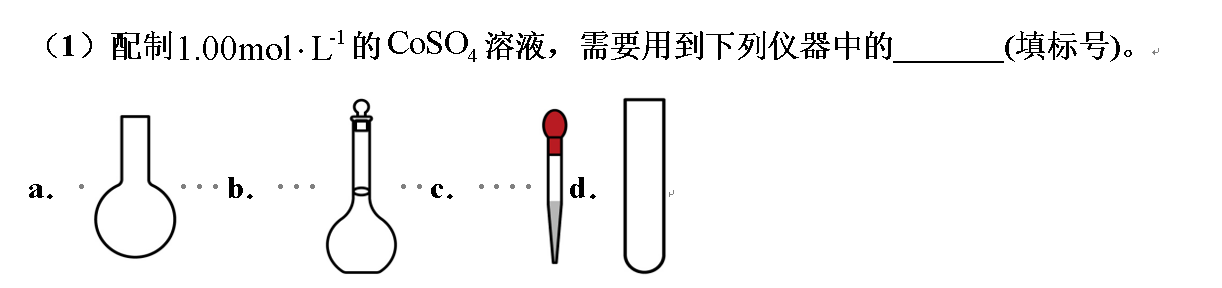 （1）配制1.00mol·L⁻¹的CoSO₄溶液，需要用到下列仪器中的_______(填标号)。
a. b. c. d.